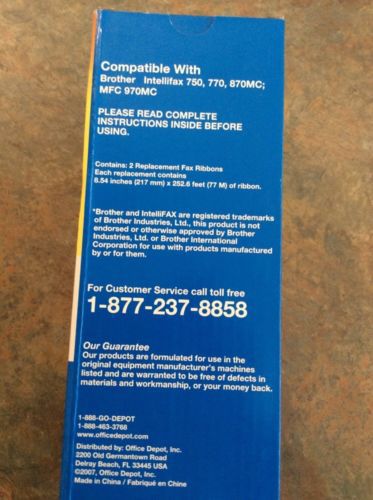 Compatible With
Brother Intellifax 750, 770, 870MC;
MFC 970MC
PLEASE READ COMPLETE
INSTRUCTIONS INSIDE BEFORE
USING.
Contains: 2 Replacement Fax Ribbons
Each replacement contains
8.54 inches (217 mm) x 252.6 feet (77 M) of ribbon.
*Brother and IntelliFAX are registered trademarks
of Brother Industries, Ltd., this product is not
endorsed or otherwise approved by Brother
Industries, Ltd. or Brother International
Corporation for use with products manufactured
by or for them.
For Customer Service call toll free
1-877-237-8858
Our Guarantee
Our products are formulated for use in the
original equipment manufacturer's machines
listed and are warranted to be free of defects in
materials and workmanship, or your money back.
1-888-GO-DEPOT
1-888-463-3768
www.officedepot.com
Distributed by: Office Depot, Inc.
2200 Old Germantown Road
Delray Beach, FL 33445 USA
©2007, Office Depot, Inc.
Made in China / Fabriqué en Chine